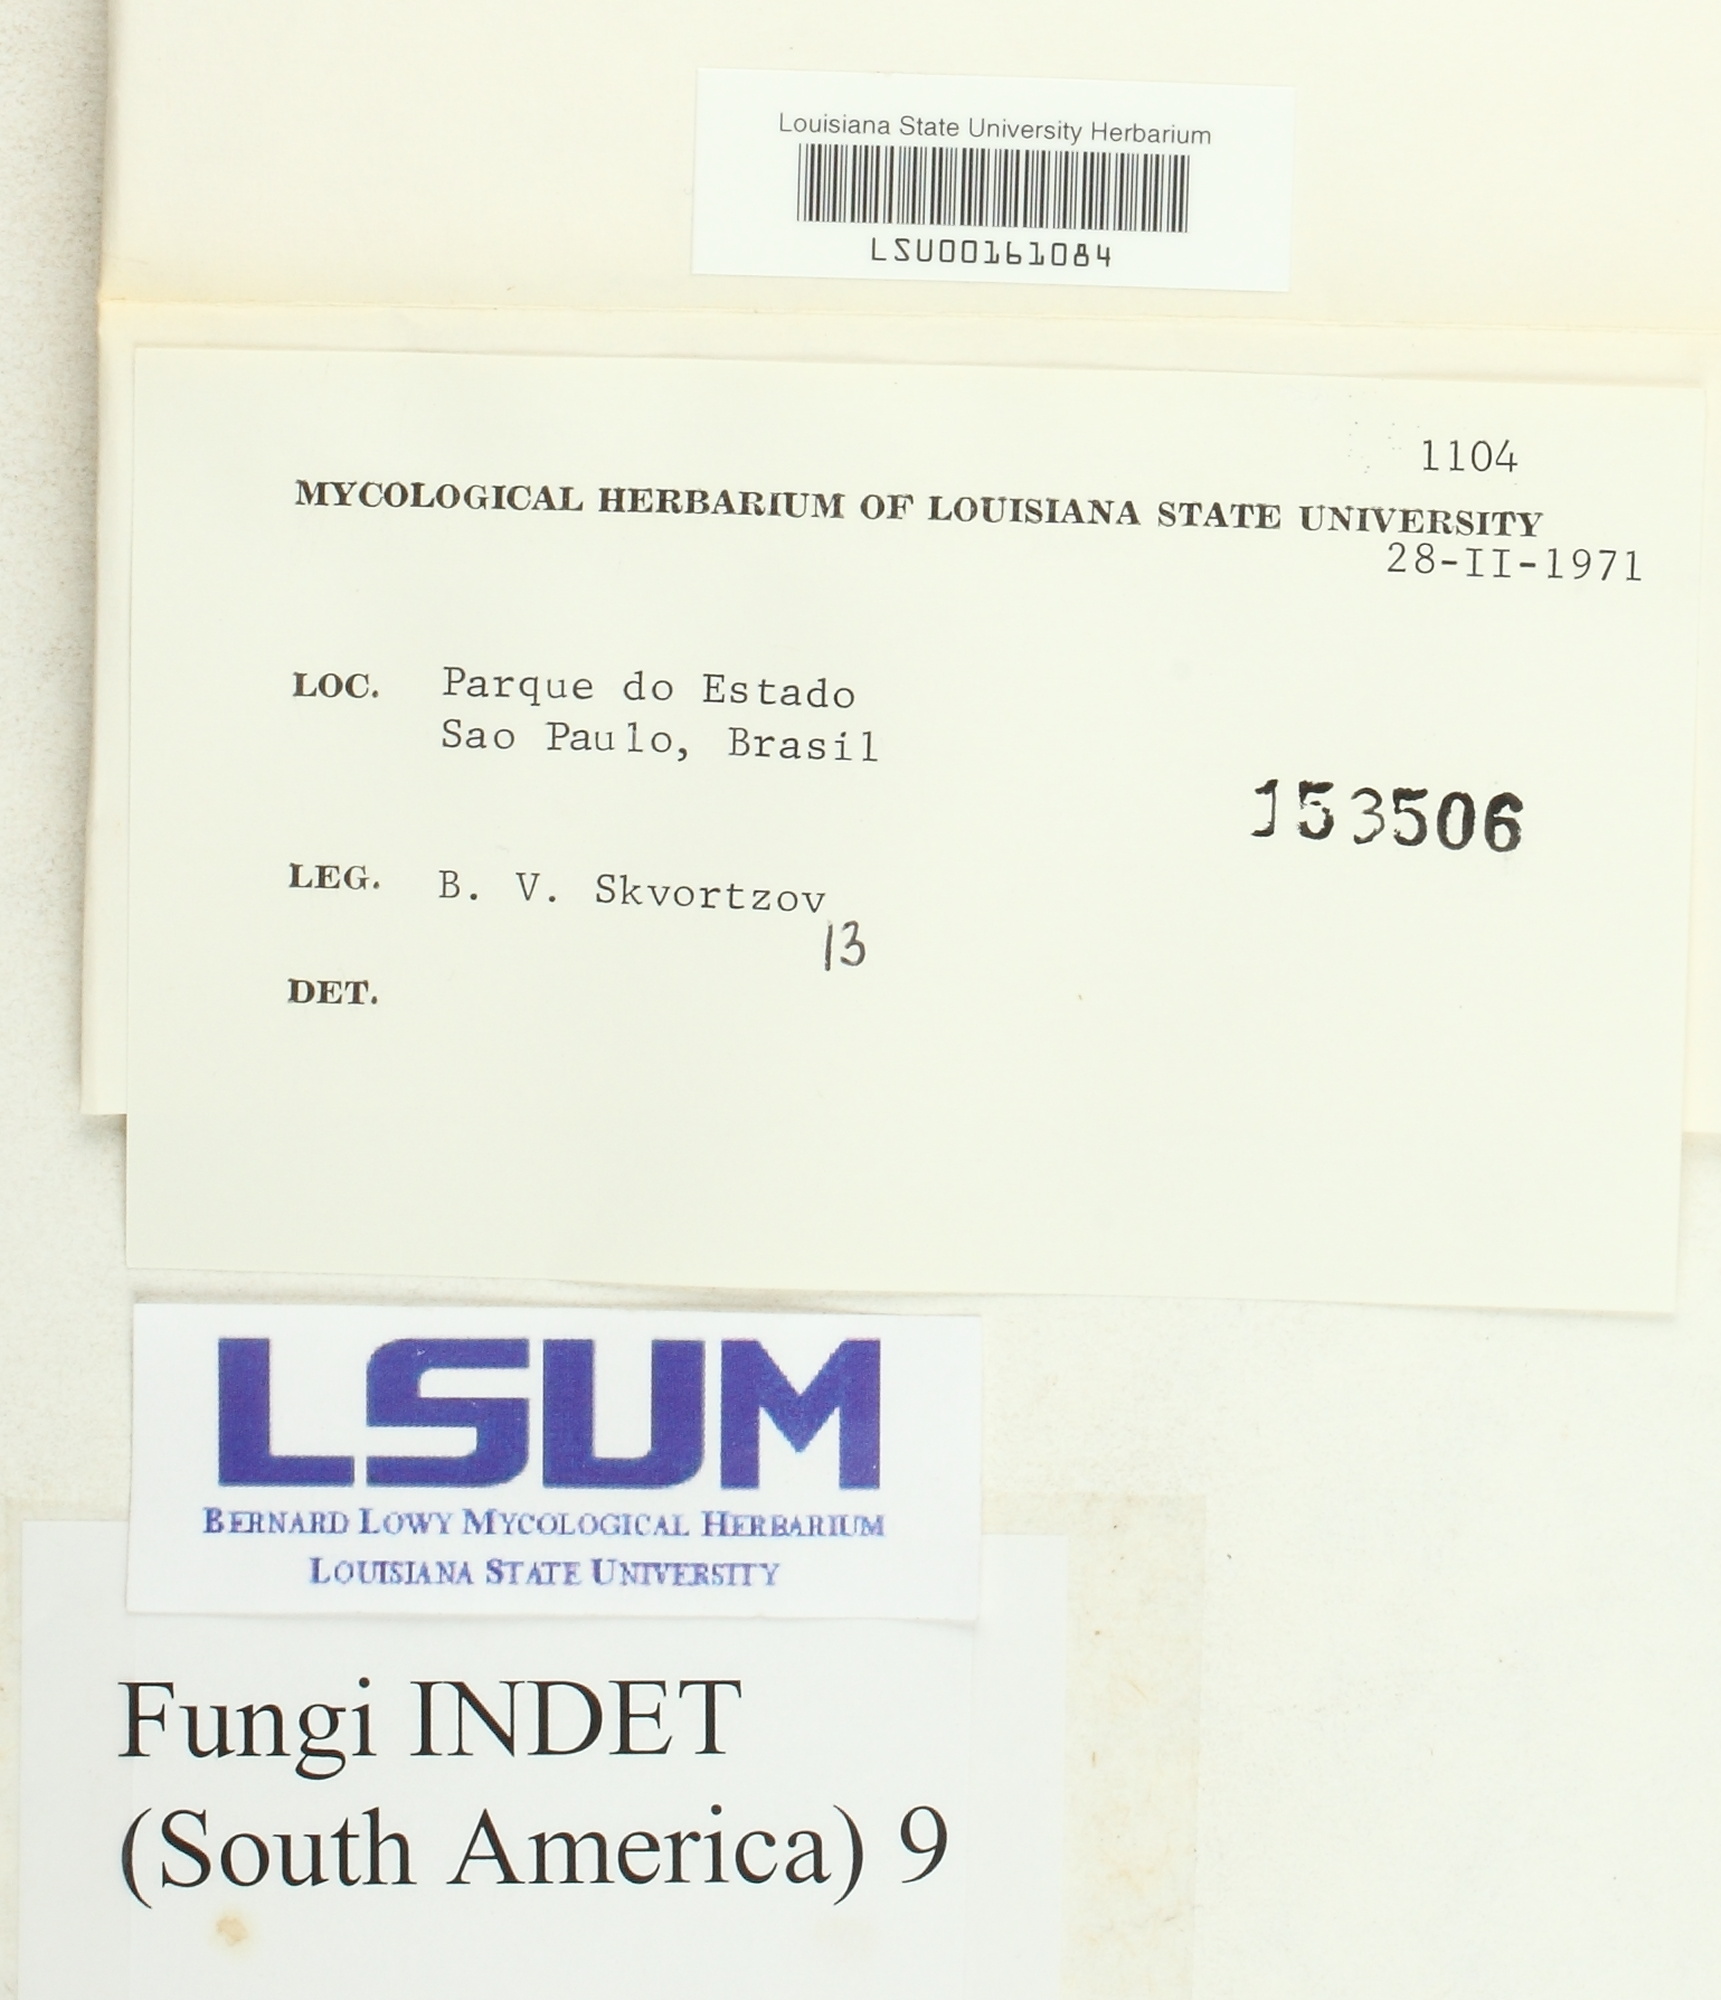 Louisiana State University Herbarium
LSU00161084
1104
MYCOLOGICAL HERBARIUM OF LOUISIANA STATE UNIVERSITY
28-II-1971
LOC. Parque do Estado
Sao Paulo, Brasil
153506
LEG. B. V. Skvortzov
13
DET.
LSUM
BERNARD LOWY MYCOLOGICAL HERBARIUM
LOUISIANA STATE UNIVERSITY
Fungi INDET
(South America) 9